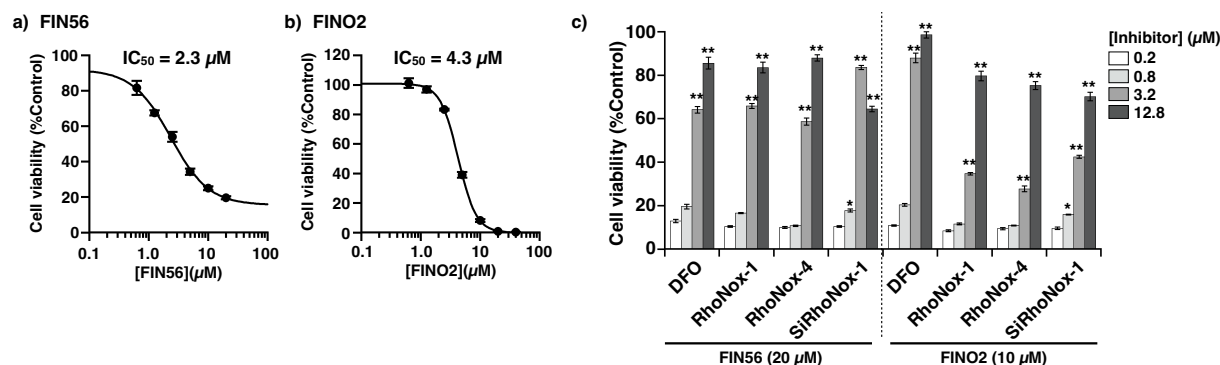 a) FIN56
IC50 = 2.3 µM
Cell viability (%Control)
100
80
60
40
20
0
0.1
1.0
10
100
[FIN56](µM)
b) FINO2
IC50 = 4.3 µM
Cell viability (%Control)
120
100
80
60
40
20
0
0.1
1.0
10
100
[FINO2](µM)
c)
Cell viability (%Control)
100
80
60
40
20
0
** ** ** ** ** ** * ** **
** ** ** ** ** ** * ** **
DFO
RhoNox-1
RhoNox-4
SiRhoNox-1
DFO
RhoNox-1
RhoNox-4
SiRhoNox-1
FIN56 (20 µM)
FINO2 (10 µM)
[Inhibitor] (µM)
0.2
0.8
3.2
12.8